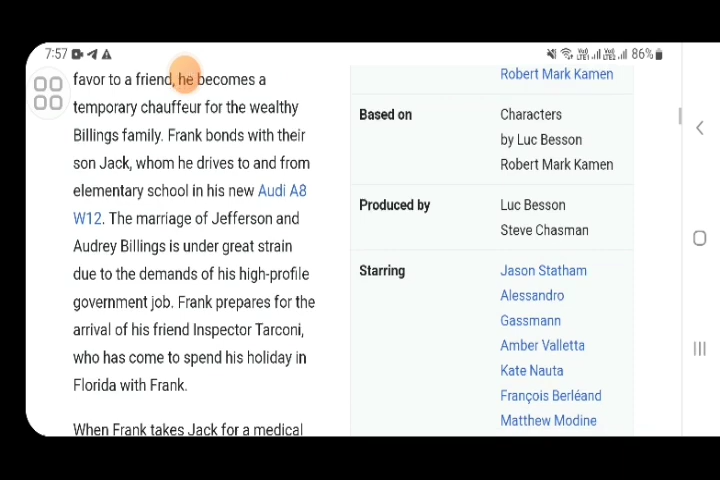 7:57
86%
favor to a friend, he becomes a
temporary chauffeur for the wealthy
Billings family. Frank bonds with their
son Jack, whom he drives to and from
elementary school in his new Audi A8
W12. The marriage of Jefferson and
Audrey Billings is under great strain
due to the demands of his high-profile
government job. Frank prepares for the
arrival of his friend Inspector Tarconi,
who has come to spend his holiday in
Florida with Frank.
When Frank takes Jack for a medical
Robert Mark Kamen
Based on
Characters
by Luc Besson
Robert Mark Kamen
Produced by
Luc Besson
Steve Chasman
Starring
Jason Statham
Alessandro
Gassmann
Amber Valletta
Kate Nauta
François Berléand
Matthew Modine